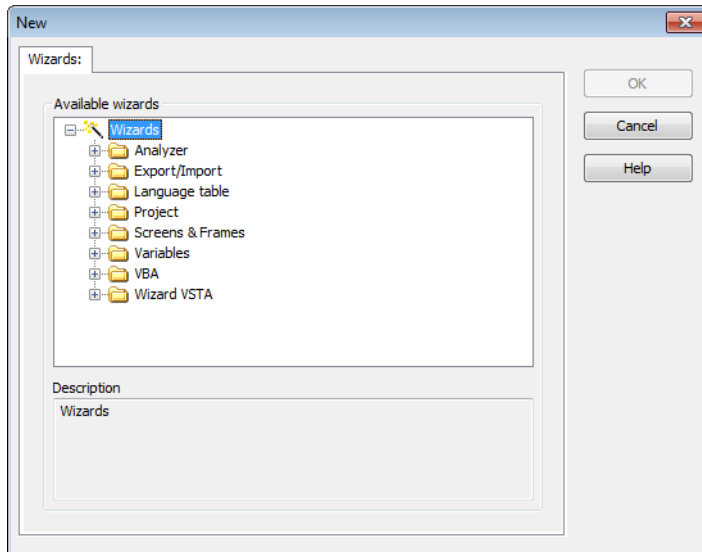 New
Wizards:
OK
Available wizards
Wizards
Cancel
Analyzer
Export/Import
Help
Language table
Project
Screens & Frames
Variables
VBA
Wizard VSTA
Description
Wizards